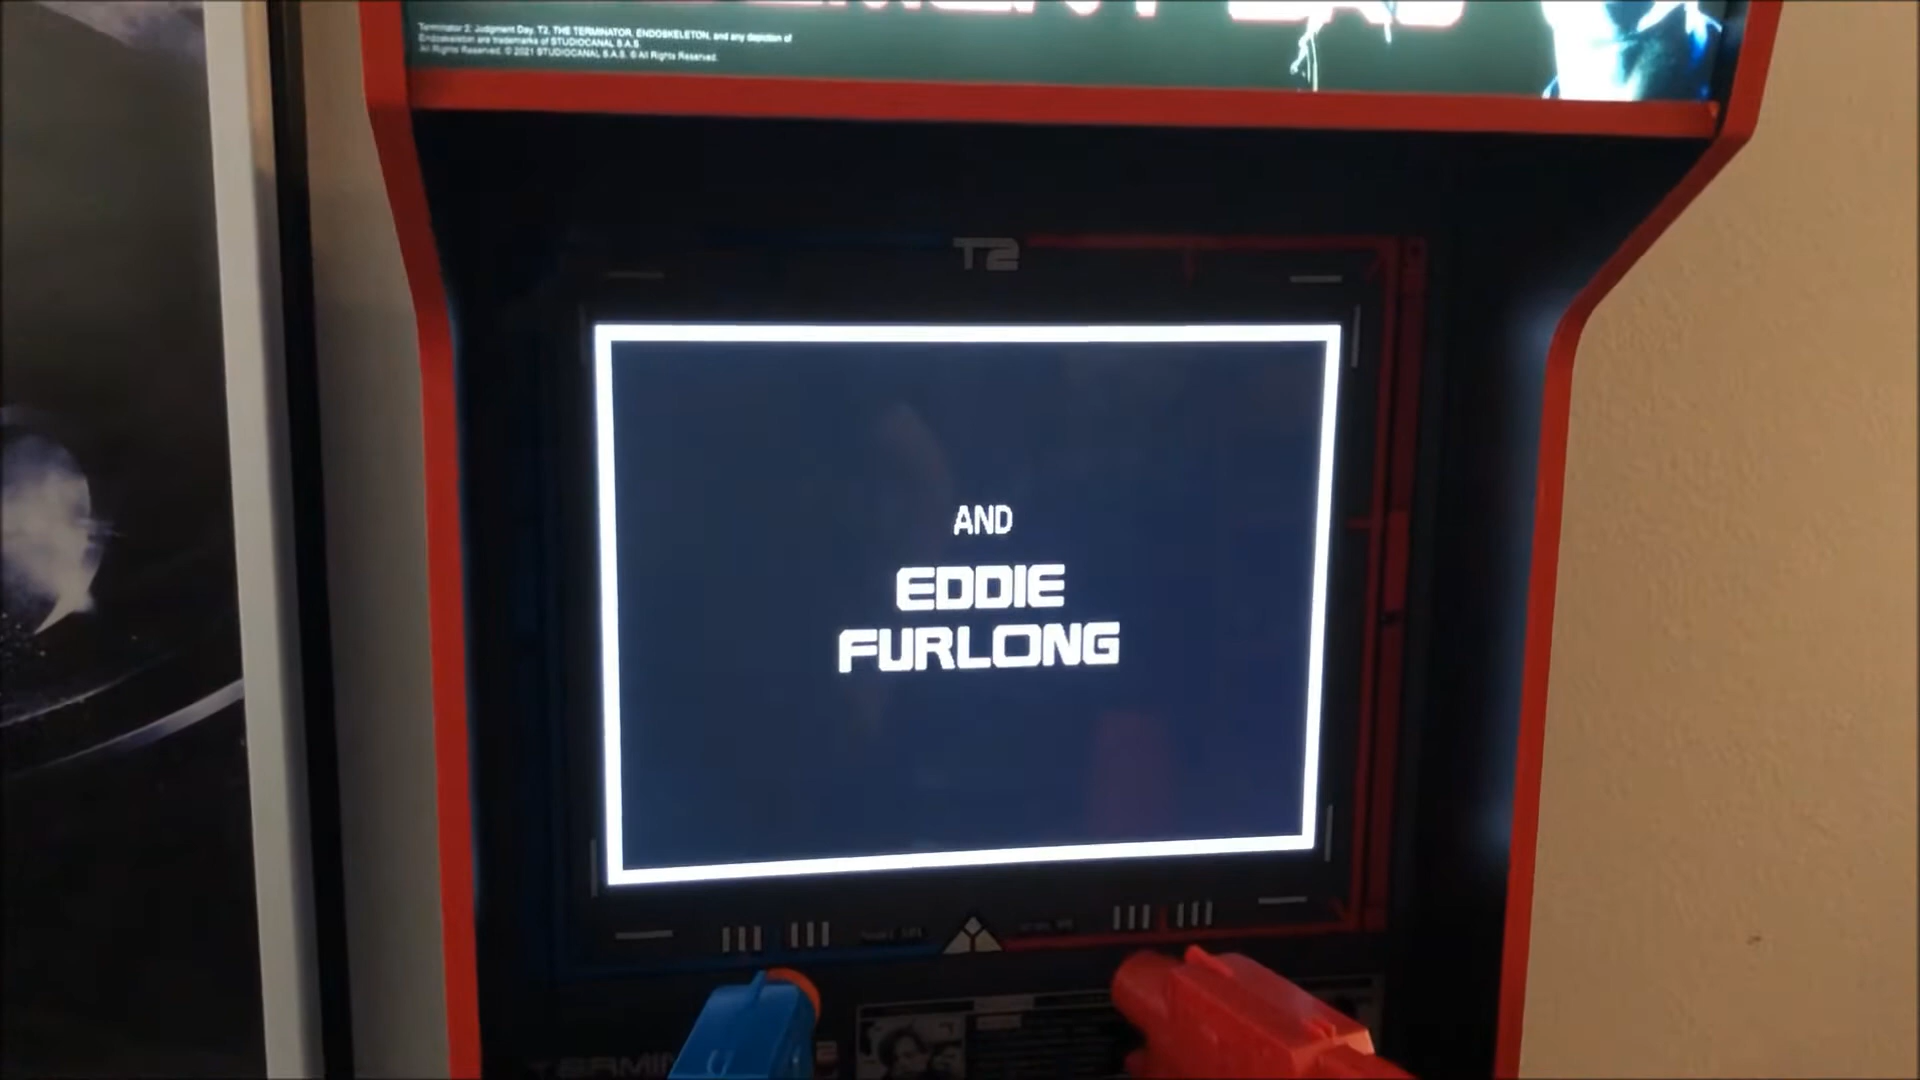 Terminator 2: Judgment Day, T2, THE TERMINATOR, ENDOSKELETON, and any depiction of
Endoskeleton are trademarks of STUDIOCANAL S.A.S.
All Rights Reserved. © 2021 STUDIOCANAL S.A.S. ® All Rights Reserved.
T2
AND
EDDIE
FURLONG